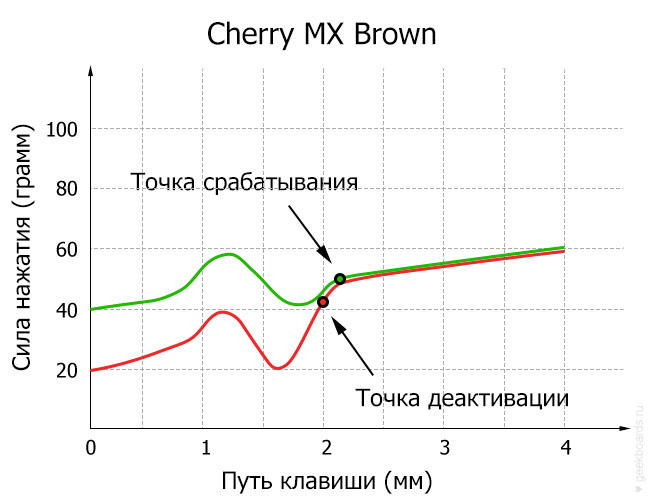 Cherry MX Brown
Сила нажатия (грамм)
100
80
60
40
20
Точка срабатывания
Точка деактивации
0 1 2 3 4
Путь клавиши (мм)
♥ geekboards.ru